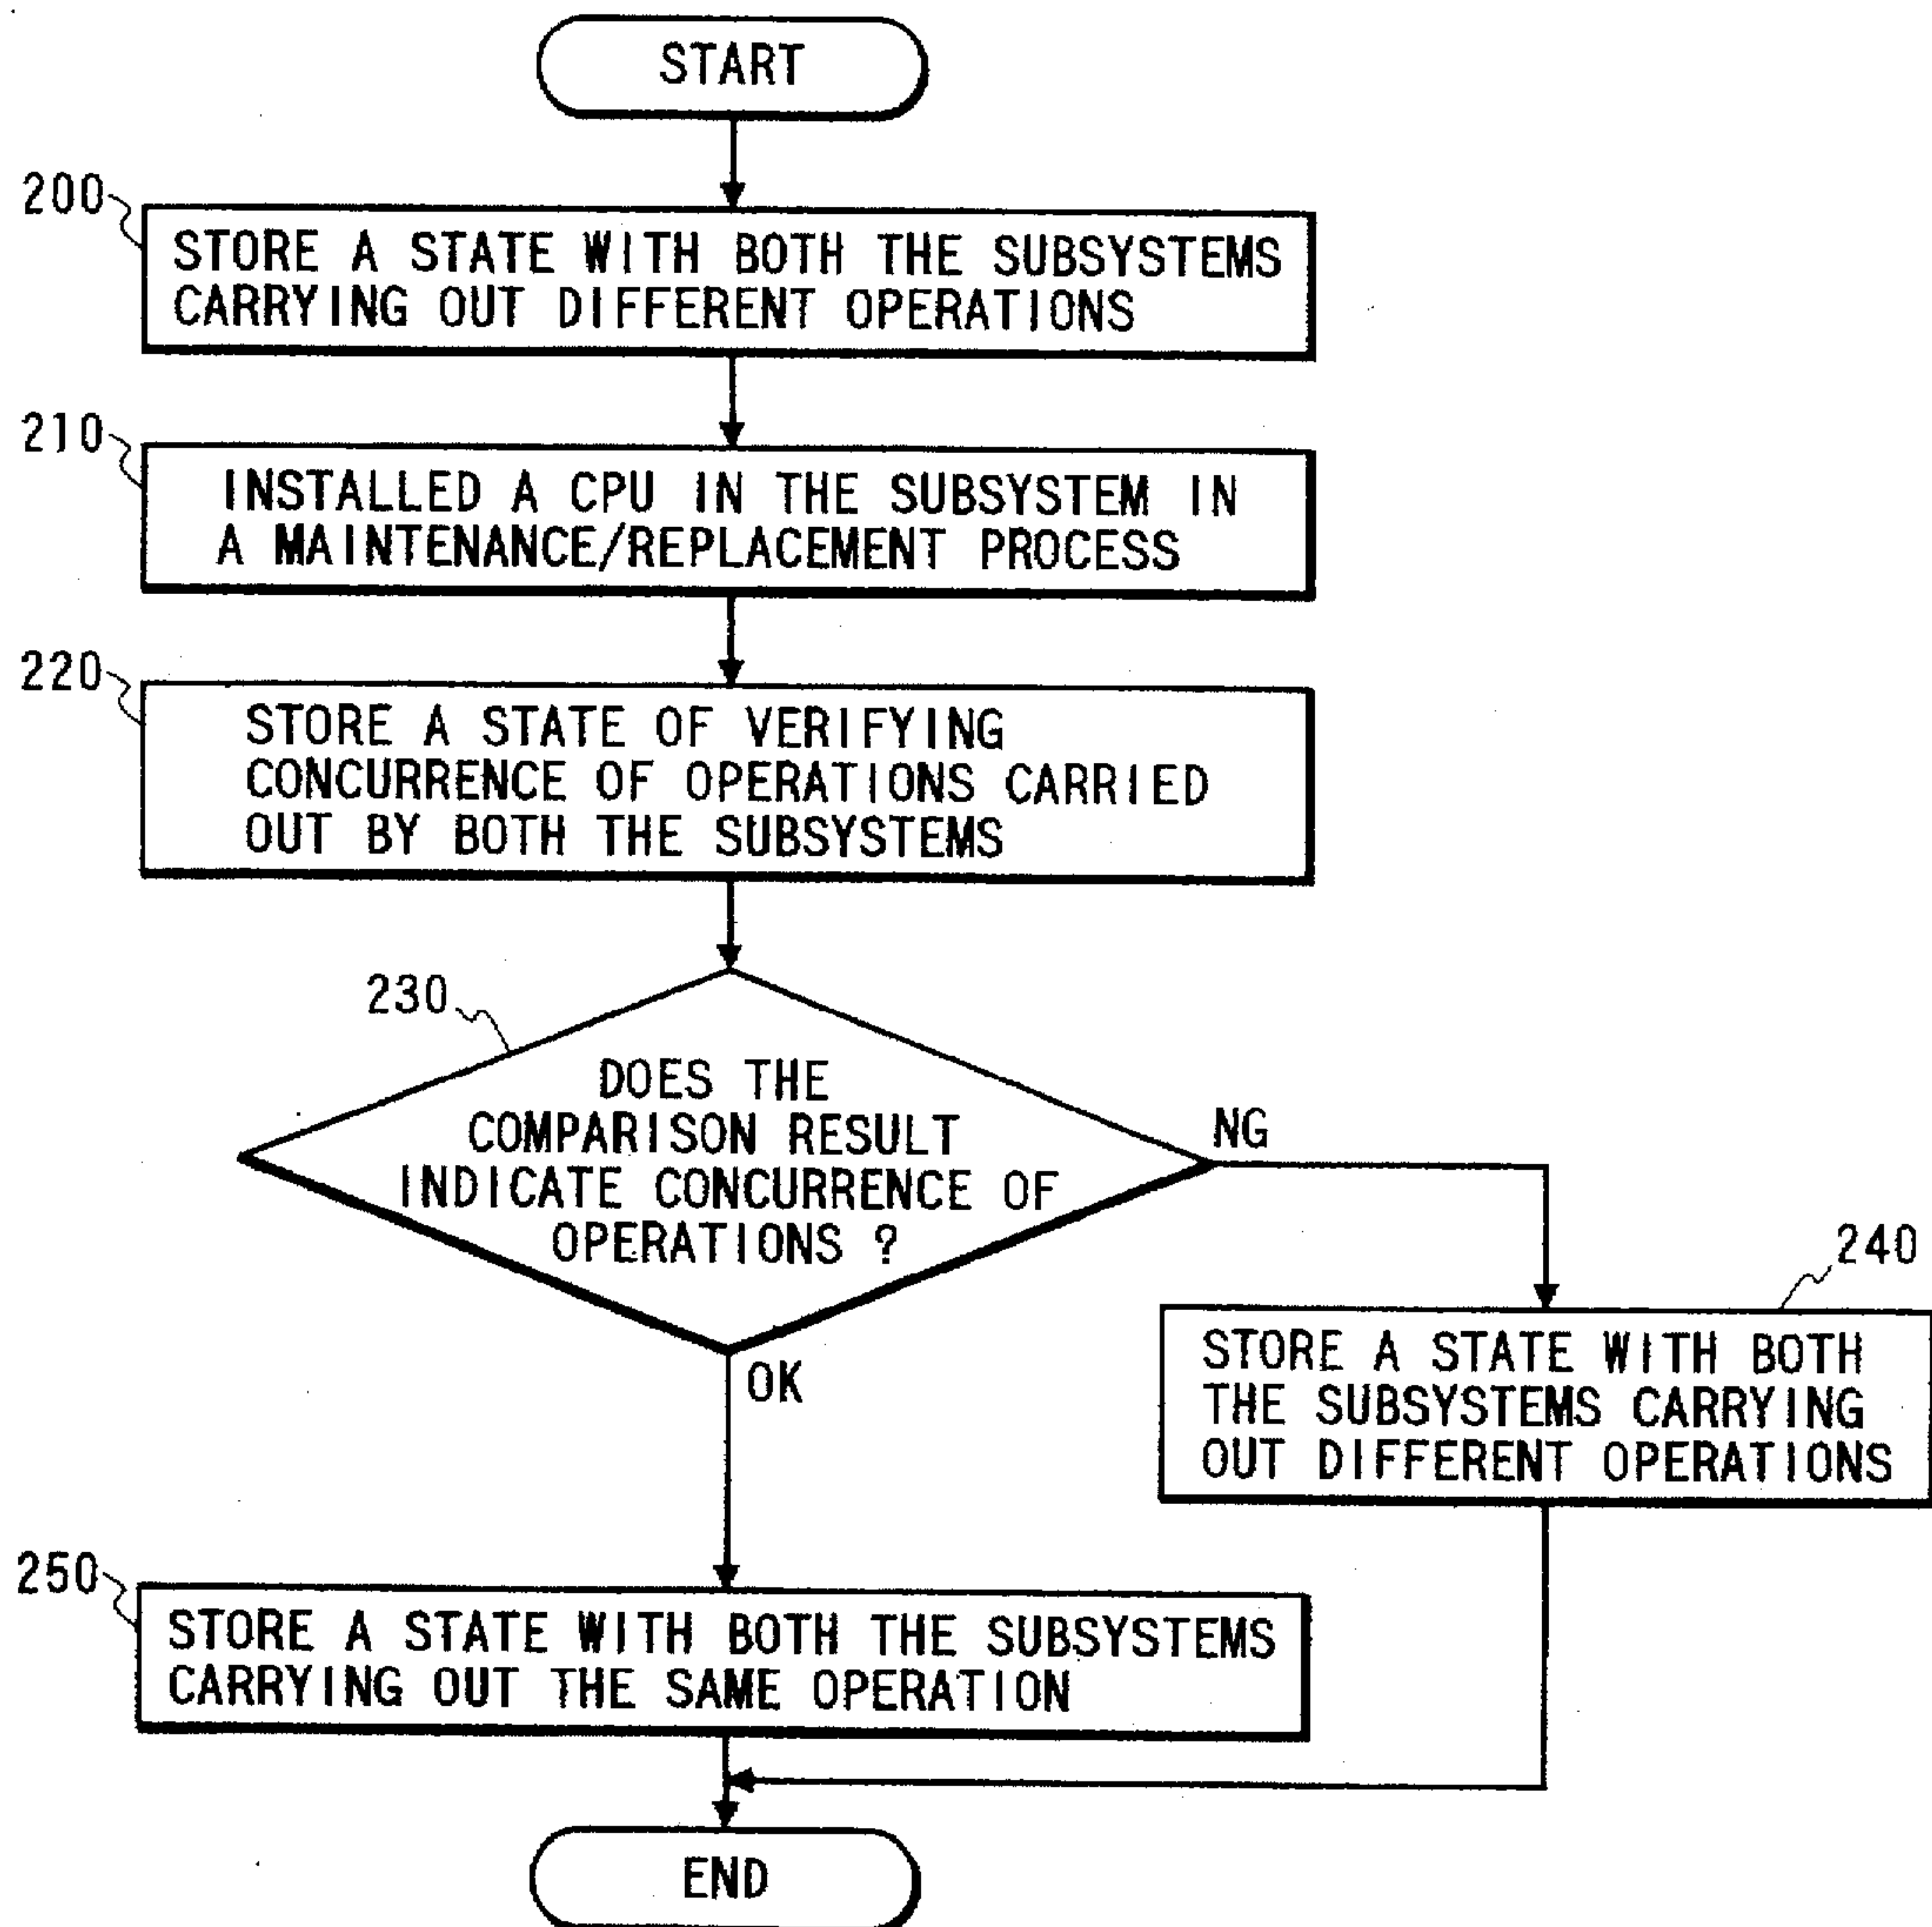 START
200
STORE A STATE WITH BOTH THE SUBSYSTEMS
CARRYING OUT DIFFERENT OPERATIONS
210
INSTALLED A CPU IN THE SUBSYSTEM IN
A MAINTENANCE/REPLACEMENT PROCESS
220
STORE A STATE OF VERIFYING
CONCURRENCE OF OPERATIONS CARRIED
OUT BY BOTH THE SUBSYSTEMS
230
DOES THE
COMPARISON RESULT
INDICATE CONCURRENCE OF
OPERATIONS ?
NG
OK
240
STORE A STATE WITH BOTH
THE SUBSYSTEMS CARRYING
OUT DIFFERENT OPERATIONS
250
STORE A STATE WITH BOTH THE SUBSYSTEMS
CARRYING OUT THE SAME OPERATION
END